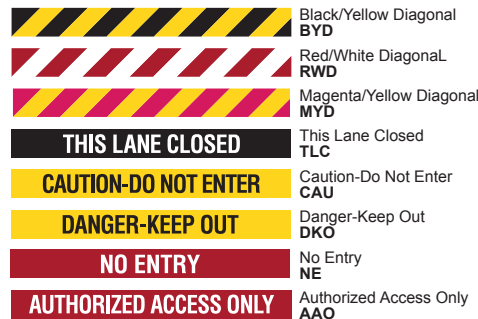 Black/Yellow Diagonal
BYD
Red/White DiagonaL
RWD
Magenta/Yellow Diagonal
MYD
THIS LANE CLOSED
This Lane Closed
TLC
CAUTION-DO NOT ENTER
Caution-Do Not Enter
CAU
DANGER-KEEP OUT
Danger-Keep Out
DKO
NO ENTRY
No Entry
NE
AUTHORIZED ACCESS ONLY
Authorized Access Only
AAO